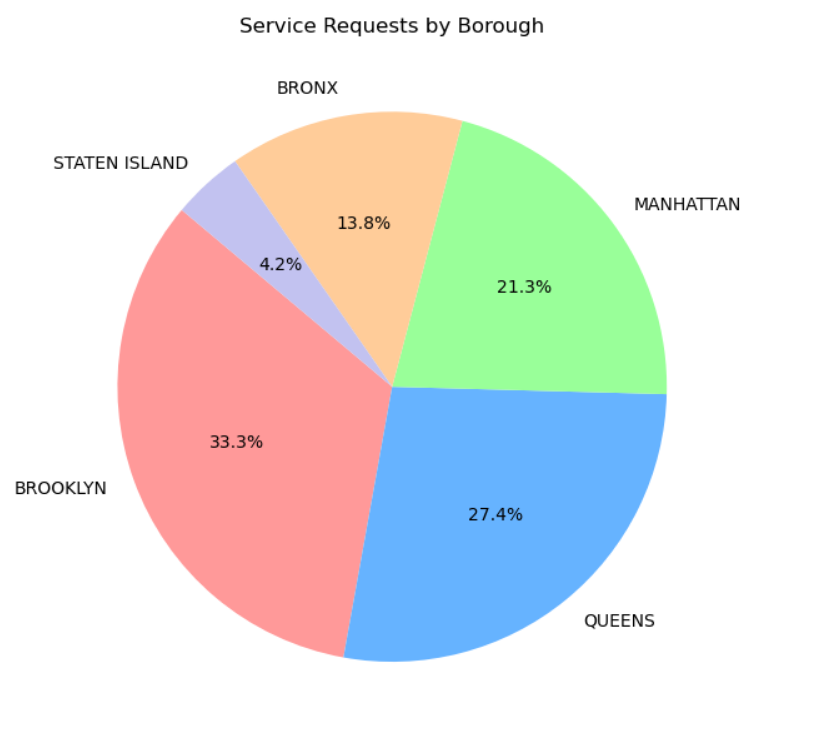 Service Requests by Borough
BRONX
STATEN ISLAND
MANHATTAN
13.8%
4.2%
21.3%
33.3%
BROOKLYN
27.4%
QUEENS